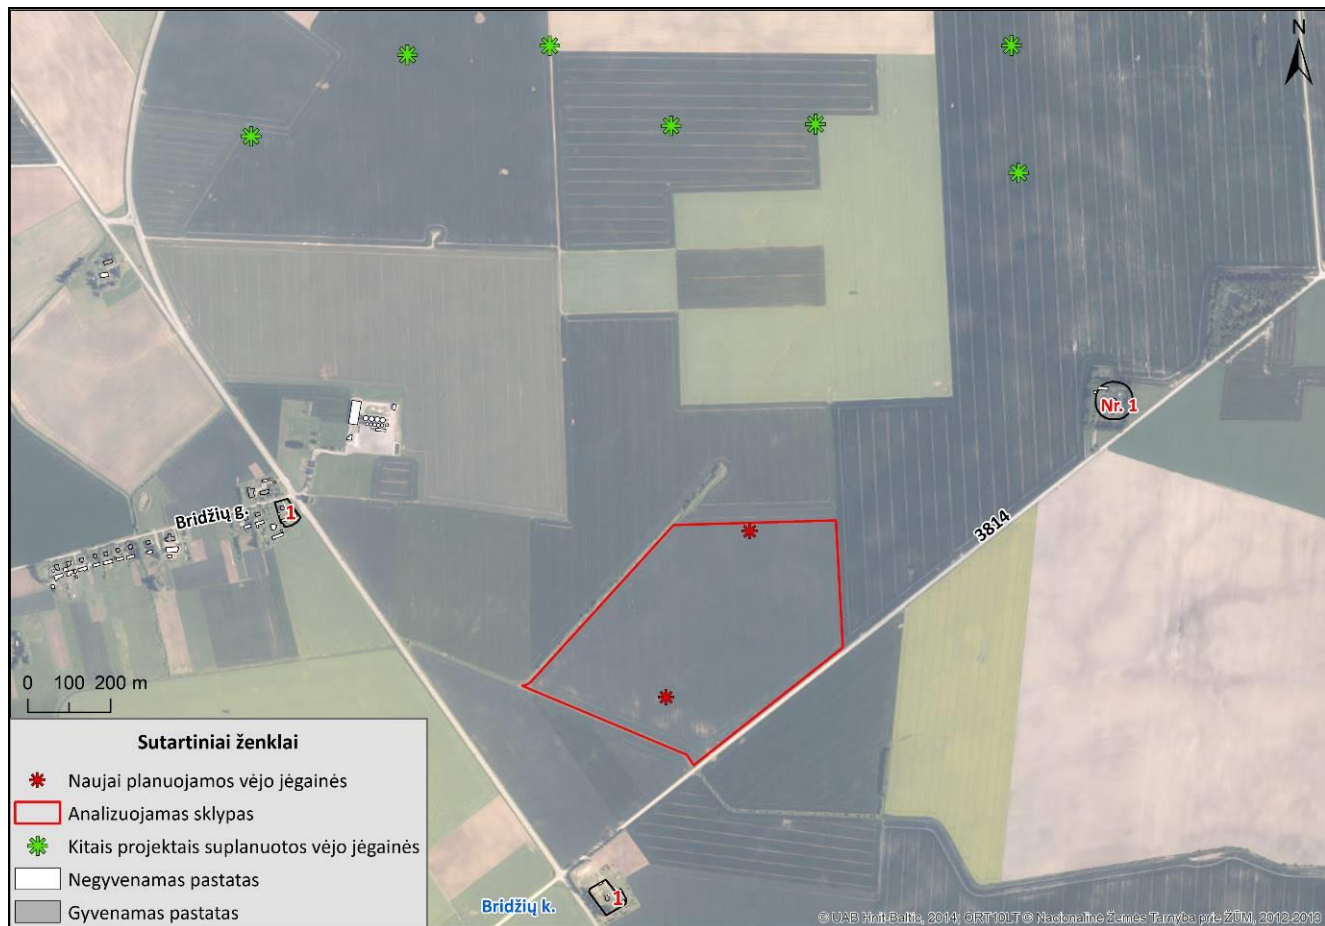 N
Nr. 1
3814
Bridžių g.
1
0 100 200 m
Sutartiniai ženklai
Naujai planuojamos vėjo jėgainės
Analizuojamas sklypas
Kitais projektais suplanuotos vėjo jėgainės
Negyvenamas pastatas
Gyvenamas pastatas
Bridžių k.
1
© UAB Hnit-Baltic, 2014; ORT10LT © Nacionalinė Žemės Tarnyba prie ŽŪM, 2012-2013